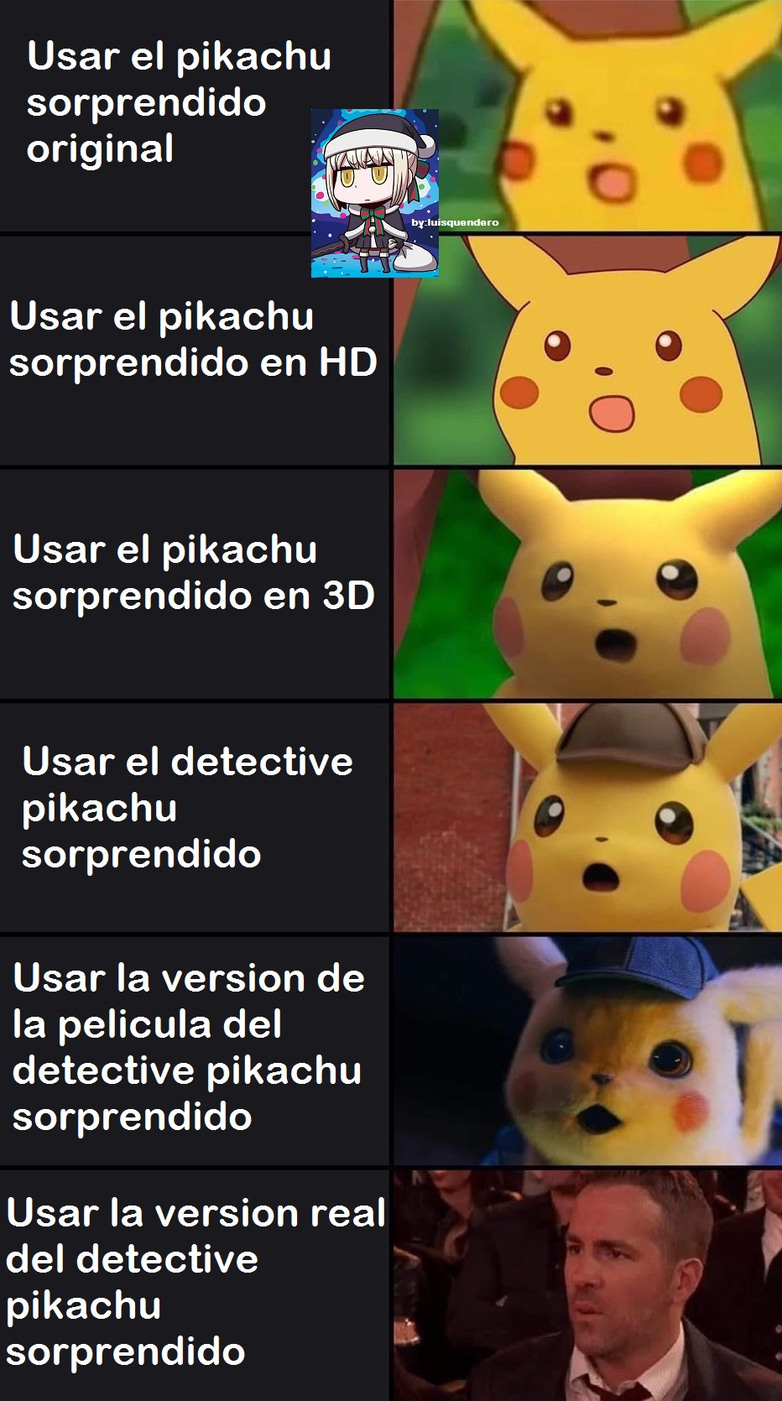 Usar el pikachu
sorprendido
original
by:luisquendero
Usar el pikachu
sorprendido en HD
Usar el pikachu
sorprendido en 3D
Usar el detective
pikachu
sorprendido
Usar la version de
la pelicula del
detective pikachu
sorprendido
Usar la version real
del detective
pikachu
sorprendido